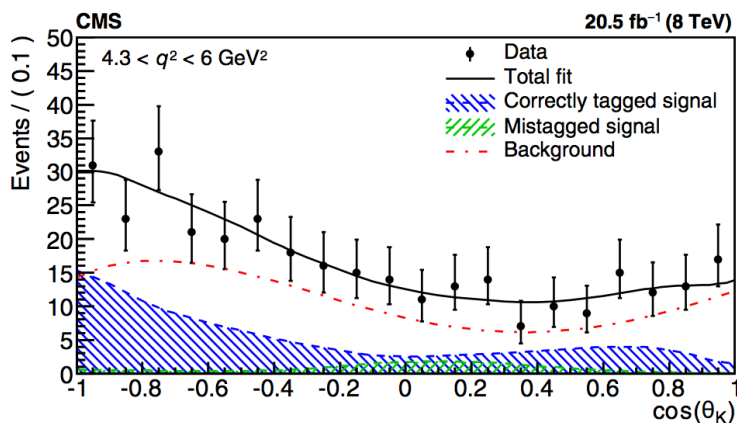 CMS 20.5 fb⁻¹ (8 TeV)
4.3 < q² < 6 GeV²
Data
Total fit
Correctly tagged signal
Mistagged signal
Background
Events / ( 0.1 )
50
45
40
35
30
25
20
15
10
5
0
-1 -0.8 -0.6 -0.4 -0.2 0 0.2 0.4 0.6 0.8 1
cos(θ_K)